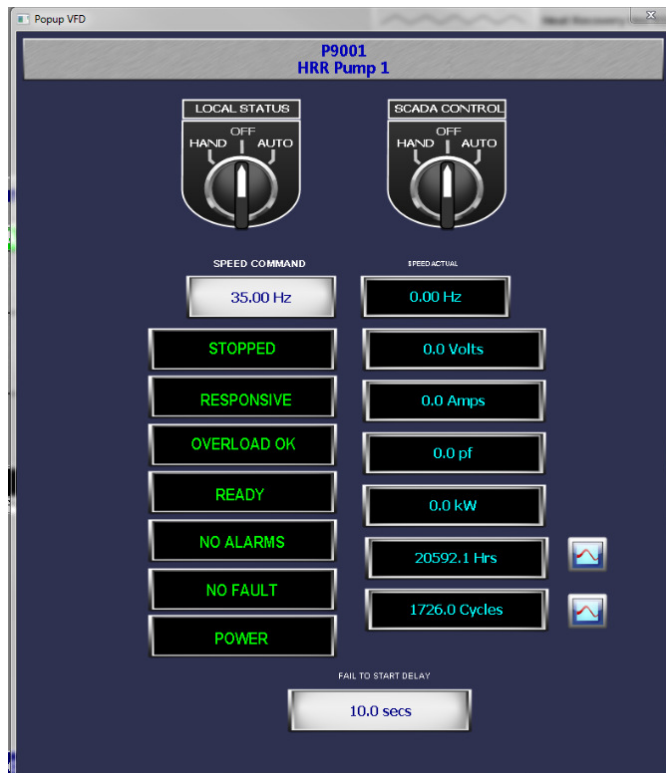 Popup VFD
P9001
HRR Pump 1
LOCAL STATUS
OFF
HAND AUTO
SCADA CONTROL
OFF
HAND AUTO
SPEED COMMAND
35.00 Hz
SPEED ACTUAL
0.00 Hz
STOPPED
0.0 Volts
RESPONSIVE
0.0 Amps
OVERLOAD OK
0.0 pf
READY
0.0 kW
NO ALARMS
20592.1 Hrs
NO FAULT
1726.0 Cycles
POWER
FAIL TO START DELAY
10.0 secs